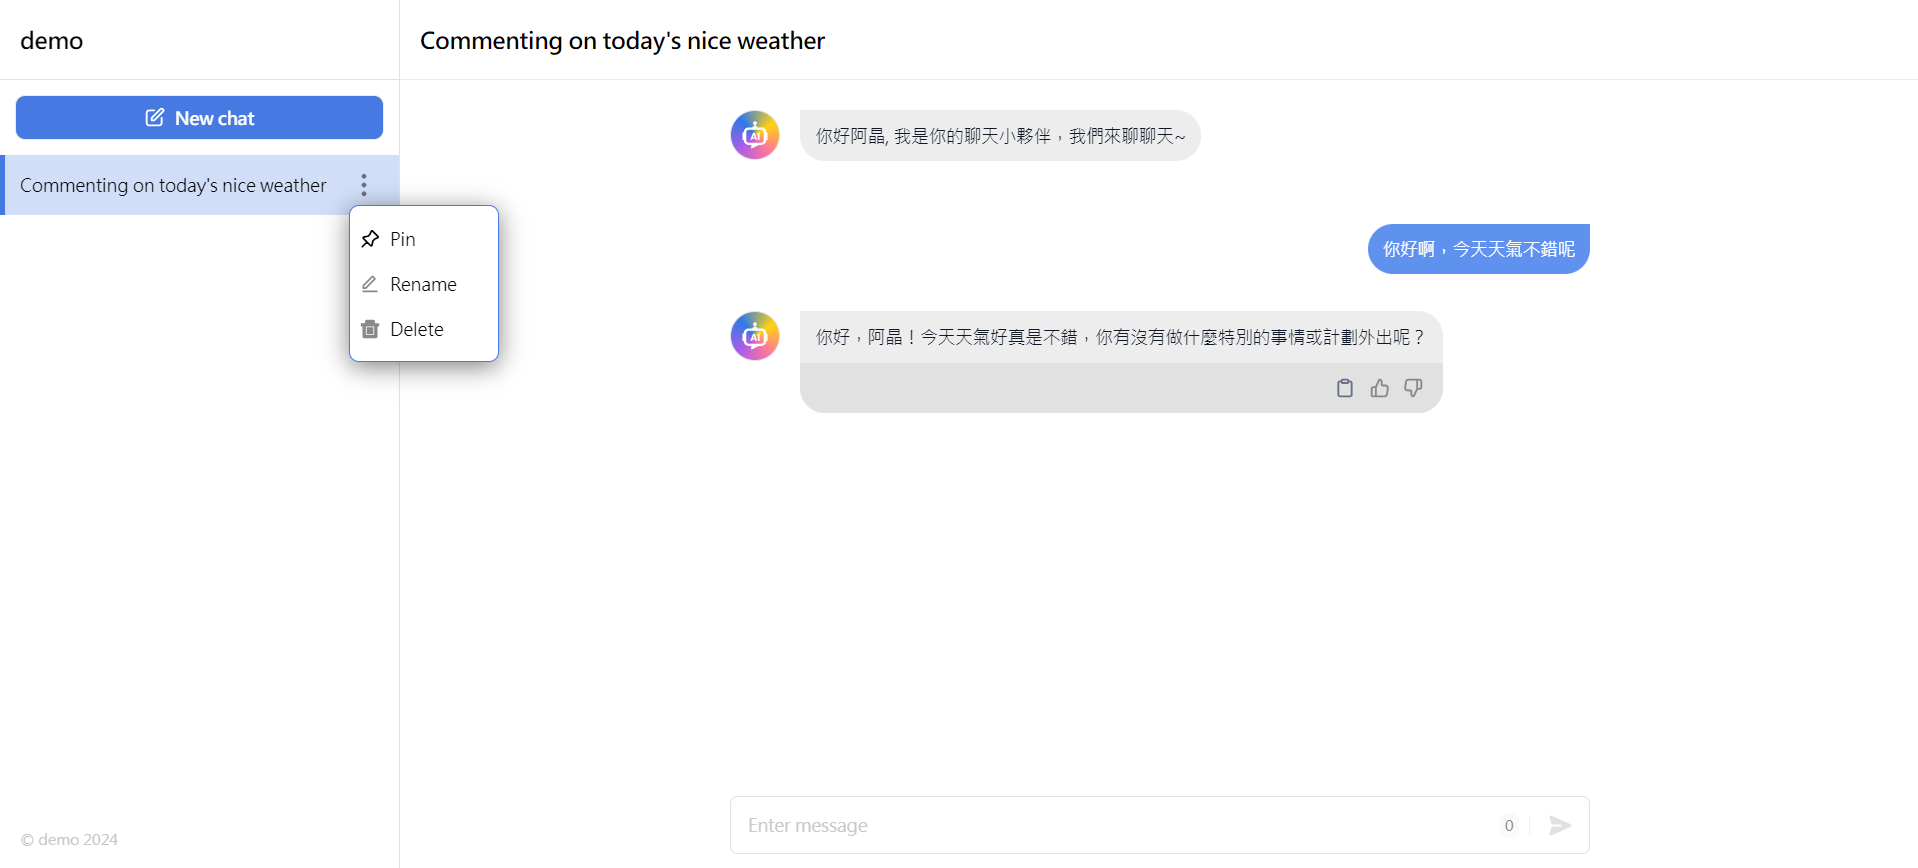 demo
New chat
Commenting on today's nice weather
Pin
Rename
Delete
© demo 2024
Commenting on today's nice weather
AI
你好阿晶, 我是你的聊天小夥伴，我們來聊聊天~
你好啊，今天天氣不錯呢
AI
你好，阿晶！今天天氣好真是不錯，你有沒有做什麼特別的事情或計劃外出呢？
Enter message
0